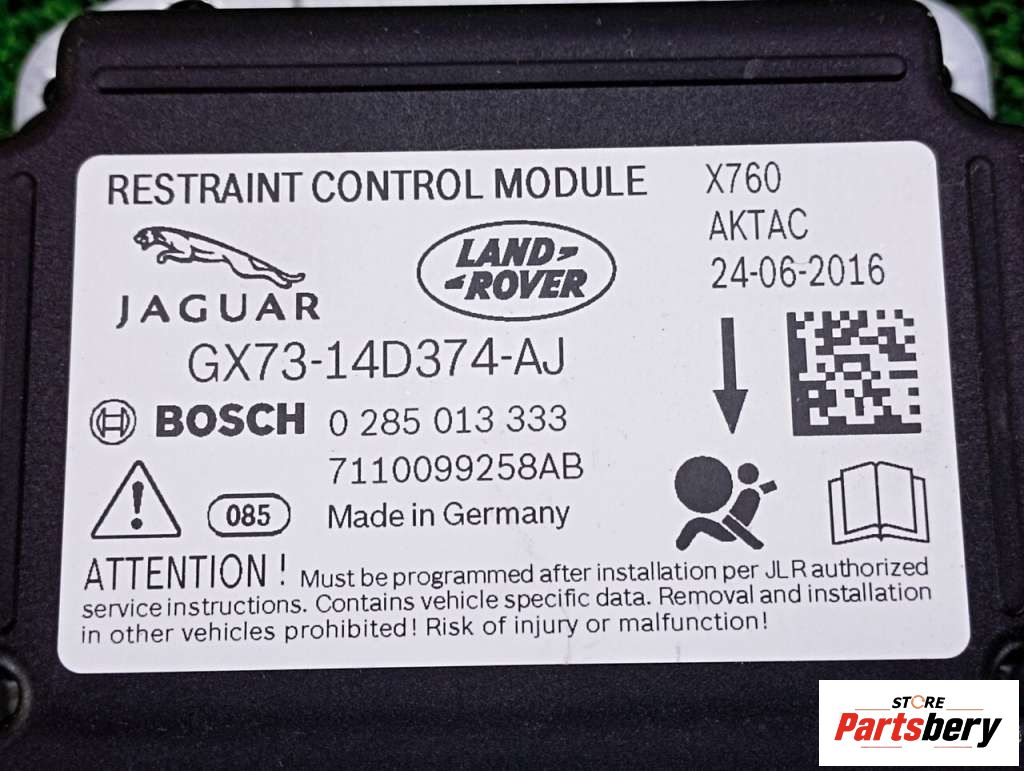 RESTRAINT CONTROL MODULE
X760
AKTAC
24-06-2016
JAGUAR
LAND
ROVER
GX73-14D374-AJ
BOSCH 0 285 013 333
7110099258AB
085 Made in Germany
ATTENTION ! Must be programmed after installation per JLR authorized
service instructions. Contains vehicle specific data. Removal and installation
in other vehicles prohibited! Risk of injury or malfunction!
STORE
Partsbery